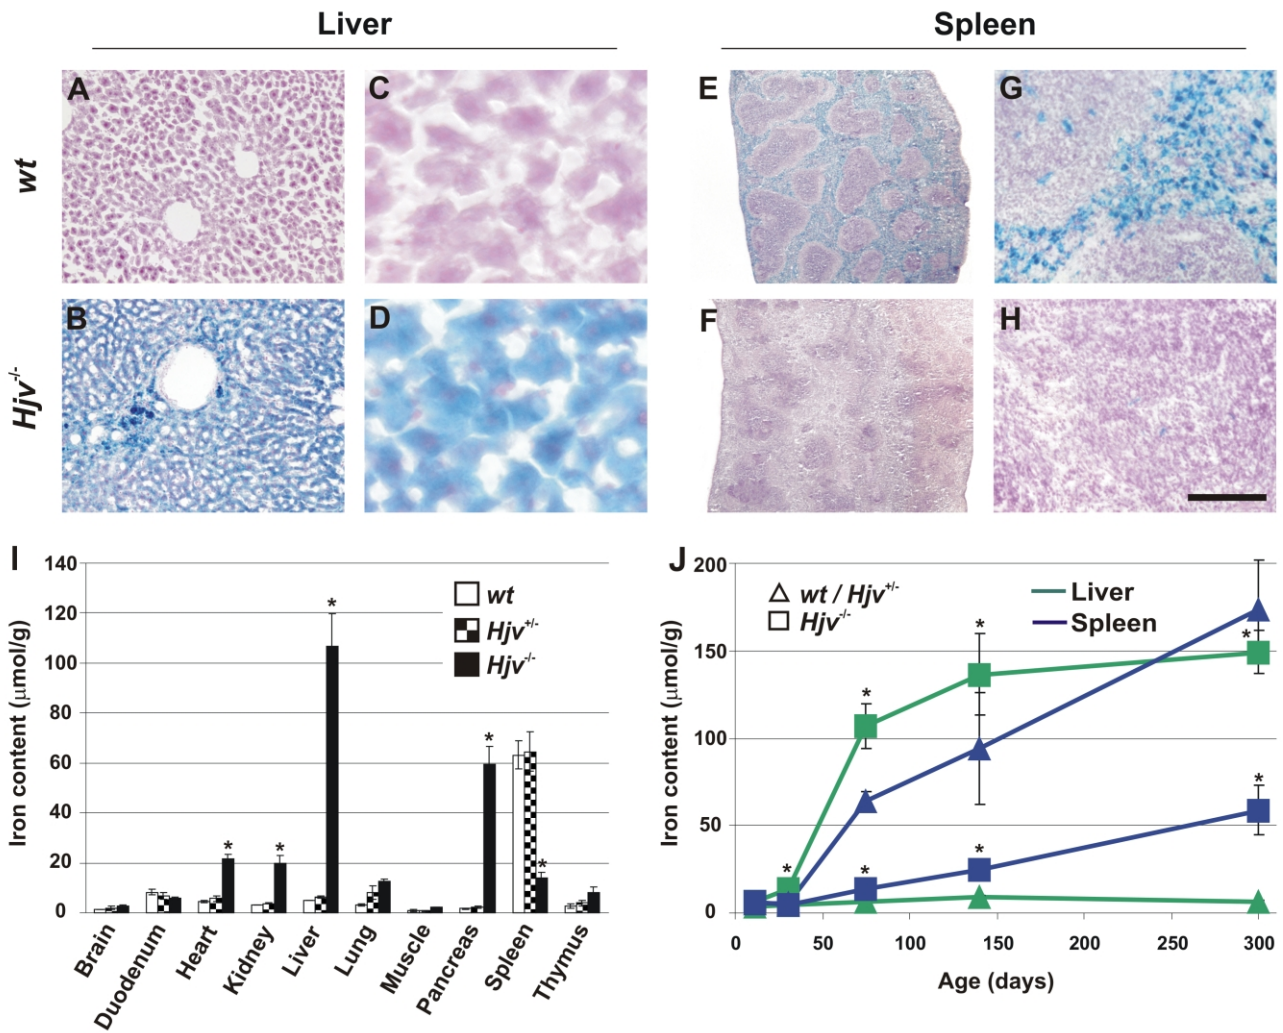 Liver
Spleen
wt
Hjv-/-
A
C
E
G
B
D
F
H
I
Iron content (μmol/g)
140
120
100
80
60
40
20
0
wt
Hjv+/-
Hjv-/-
*
*
*
*
*
Brain
Duodenum
Heart
Kidney
Liver
Lung
Muscle
Pancreas
Spleen
Thymus
J
Iron content (μmol/g)
200
150
100
50
0
wt / Hjv+/-
Hjv-/-
Liver
Spleen
*
*
*
*
*
*
*
0 50 100 150 200 250 300
Age (days)